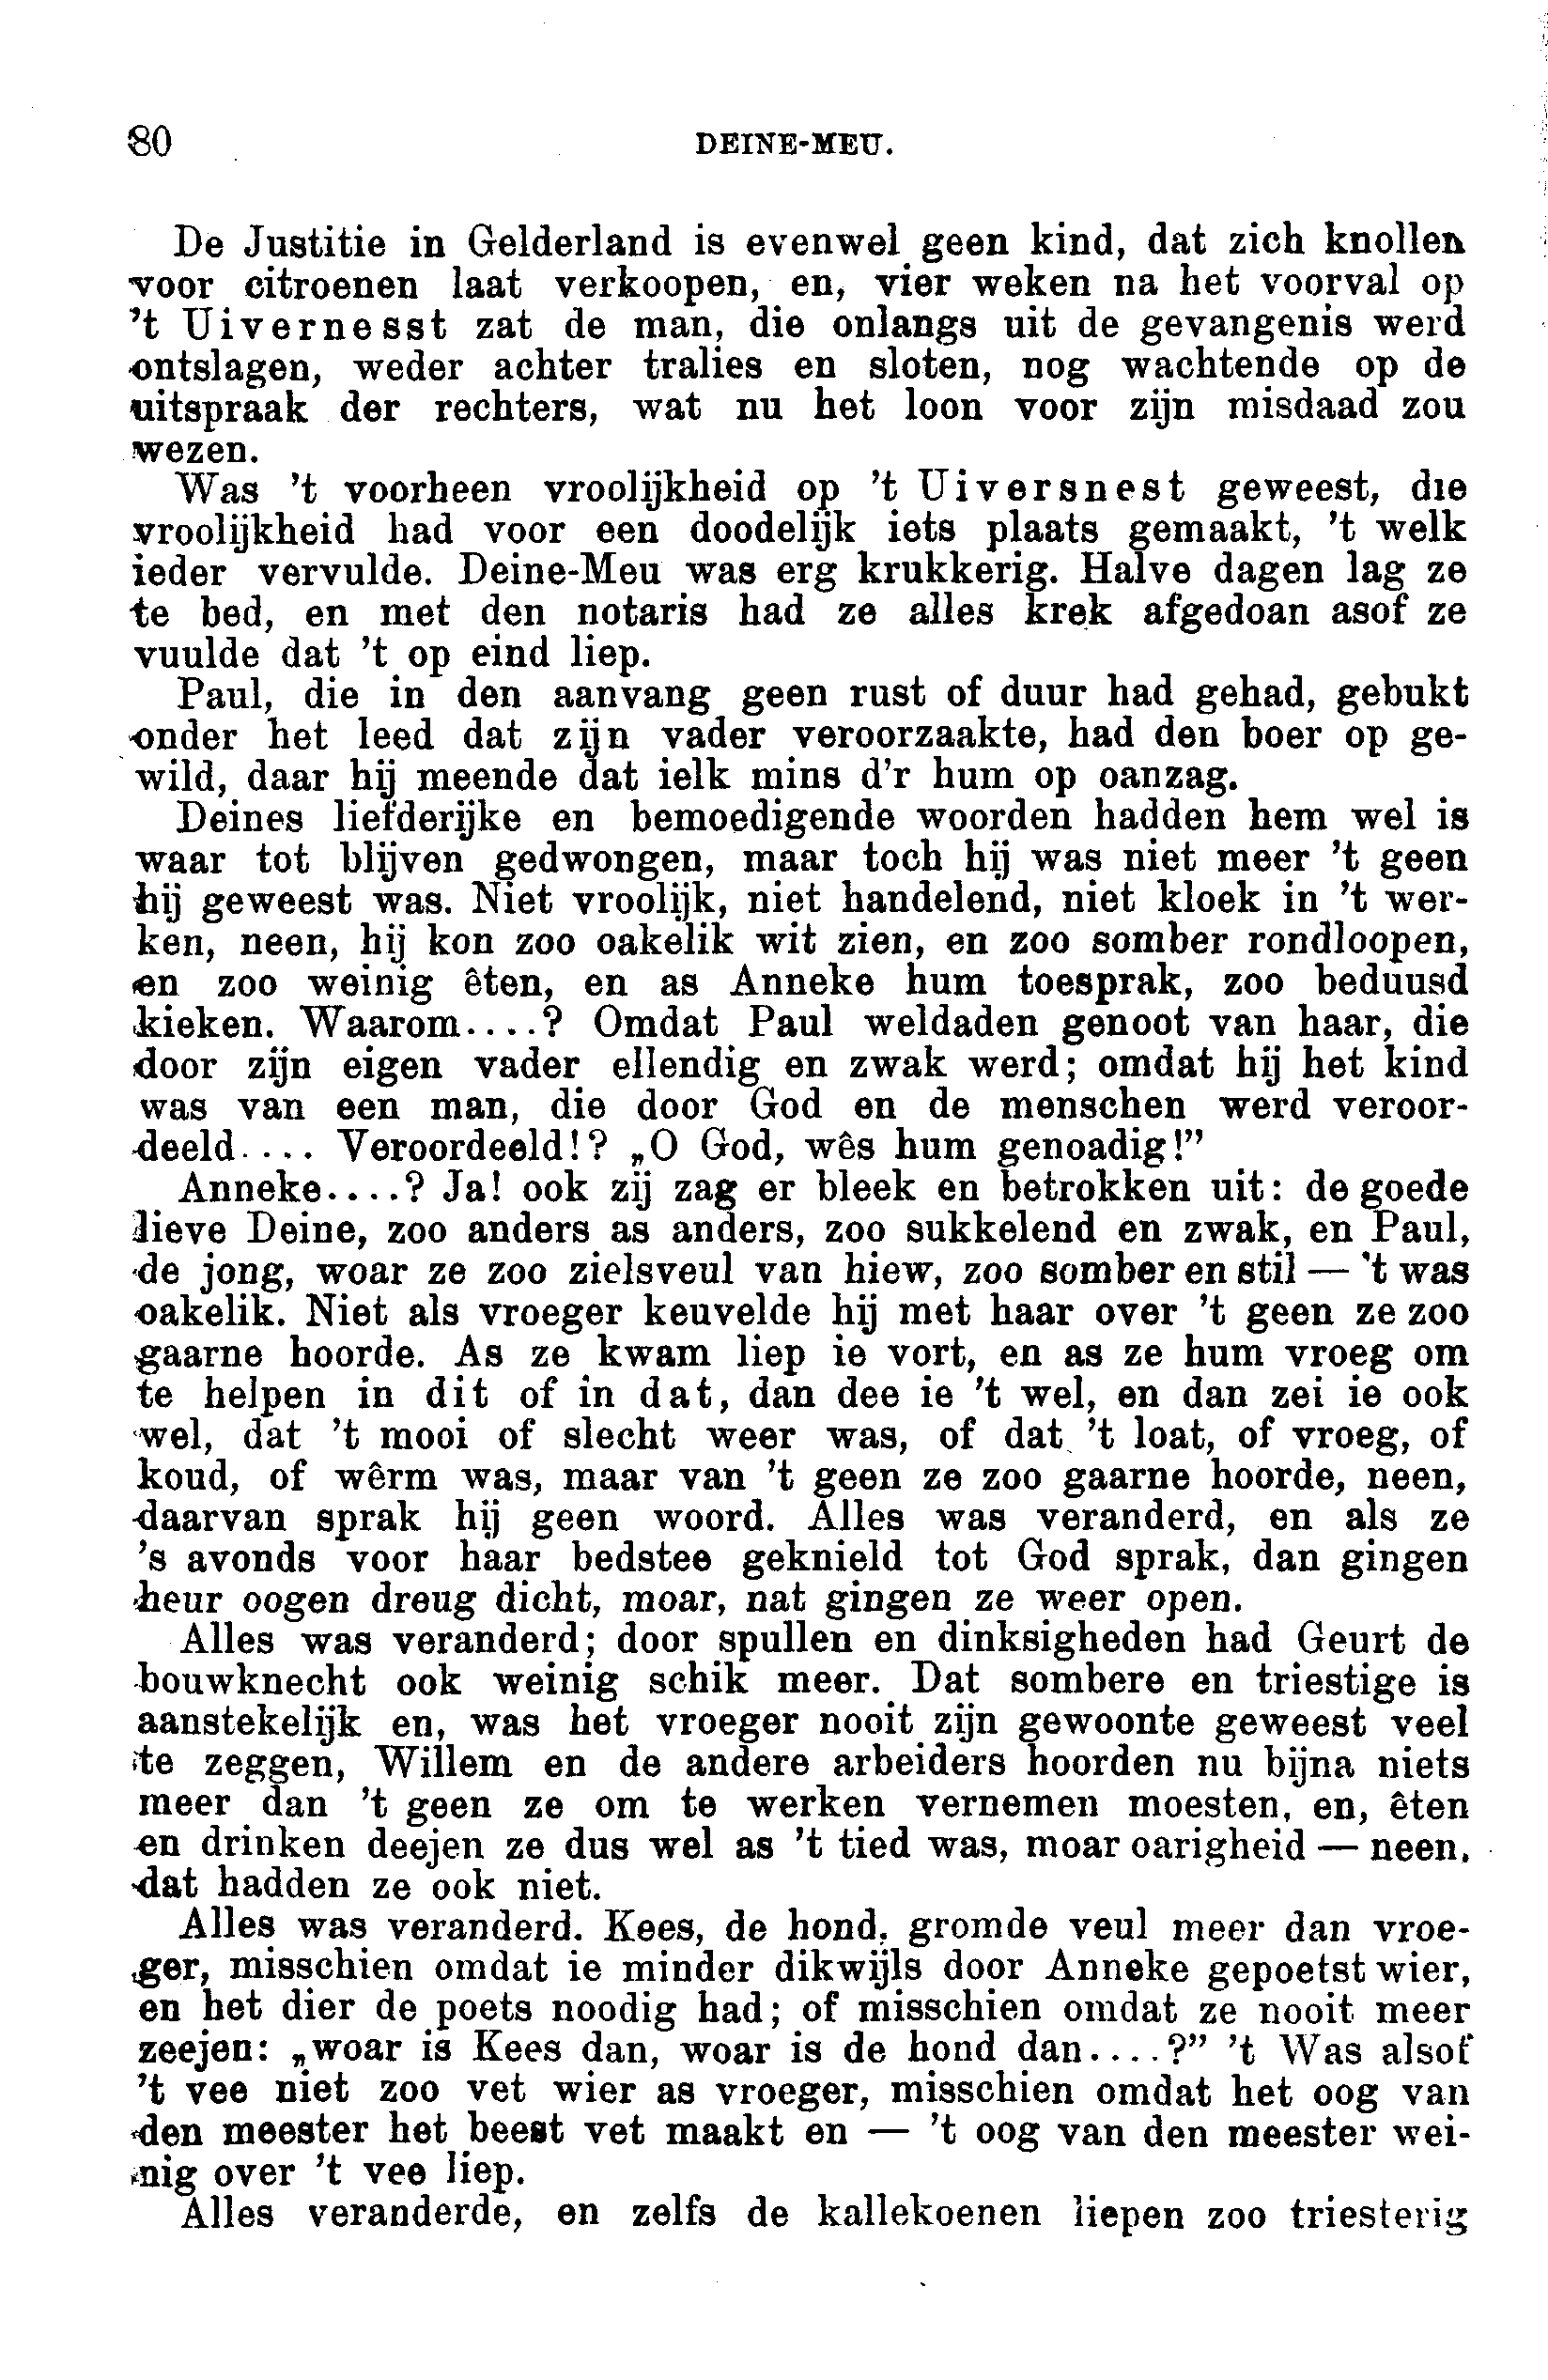 80 DEINE-MEU.
De Justitie in Gelderland is evenwel geen kind, dat zich knollen
voor citroenen laat verkoopen, en, vier weken na het voorval op
't Uivernesst zat de man, die onlangs uit de gevangenis werd
ontslagen, weder achter tralies en sloten, nog wachtende op de
uitspraak der rechters, wat nu het loon voor zijn misdaad zou
wezen.
Was 't voorheen vroolijkheid op 't Uiversnest geweest, die
vroolijkheid had voor een doodelijk iets plaats gemaakt, 't welk
ieder vervulde. Deine-Meu was erg krukkerig. Halve dagen lag ze
te bed, en met den notaris had ze alles krek afgedoan asof ze
vuulde dat 't op eind liep.
Paul, die in den aanvang geen rust of duur had gehad, gebukt
onder het leed dat zijn vader veroorzaakte, had den boer op ge-
wild, daar hij meende dat ielk mins d'r hum op oanzag.
Deines liefderijke en bemoedigende woorden hadden hem wel is
waar tot blijven gedwongen, maar toch hij was niet meer 't geen
hij geweest was. Niet vroolijk, niet handelend, niet kloek in 't wer-
ken, neen, hij kon zoo oakelik wit zien, en zoo somber rondloopen,
en zoo weinig êten, en as Anneke hum toesprak, zoo beduusd
kieken. Waarom....? Omdat Paul weldaden genoot van haar, die
door zijn eigen vader ellendig en zwak werd; omdat hij het kind
was van een man, die door God en de menschen werd veroor-
deeld.... Veroordeeld!? „O God, wês hum genoadig!”
Anneke....? Ja! ook zij zag er bleek en betrokken uit: de goede
lieve Deine, zoo anders as anders, zoo sukkelend en zwak, en Paul,
de jong, woar ze zoo zielsveul van hiew, zoo somber en stil — 't was
oakelik. Niet als vroeger keuvelde hij met haar over 't geen ze zoo
gaarne hoorde. As ze kwam liep ie vort, en as ze hum vroeg om
te helpen in dit of in dat, dan dee ie 't wel, en dan zei ie ook
wel, dat 't mooi of slecht weer was, of dat 't loat, of vroeg, of
koud, of wêrm was, maar van 't geen ze zoo gaarne hoorde, neen,
daarvan sprak hij geen woord. Alles was veranderd, en als ze
's avonds voor haar bedstee geknield tot God sprak, dan gingen
heur oogen dreug dicht, moar, nat gingen ze weer open.
Alles was veranderd; door spullen en dinksigheden had Geurt de
bouwknecht ook weinig schik meer. Dat sombere en triestige is
aanstekelijk en, was het vroeger nooit zijn gewoonte geweest veel
te zeggen, Willem en de andere arbeiders hoorden nu bijna niets
meer dan 't geen ze om te werken vernemen moesten, en, êten
en drinken deejen ze dus wel as 't tied was, moar oarigheid — neen,
dat hadden ze ook niet.
Alles was veranderd. Kees, de hond, gromde veul meer dan vroe-
ger, misschien omdat ie minder dikwijls door Anneke gepoetst wier,
en het dier de poets noodig had; of misschien omdat ze nooit meer
zeejen: „woar is Kees dan, woar is de hond dan....?” 't Was alsof
't vee niet zoo vet wier as vroeger, misschien omdat het oog van
den meester het beest vet maakt en — 't oog van den meester wei-
nig over 't vee liep.
Alles veranderde, en zelfs de kallekoenen liepen zoo triesterig